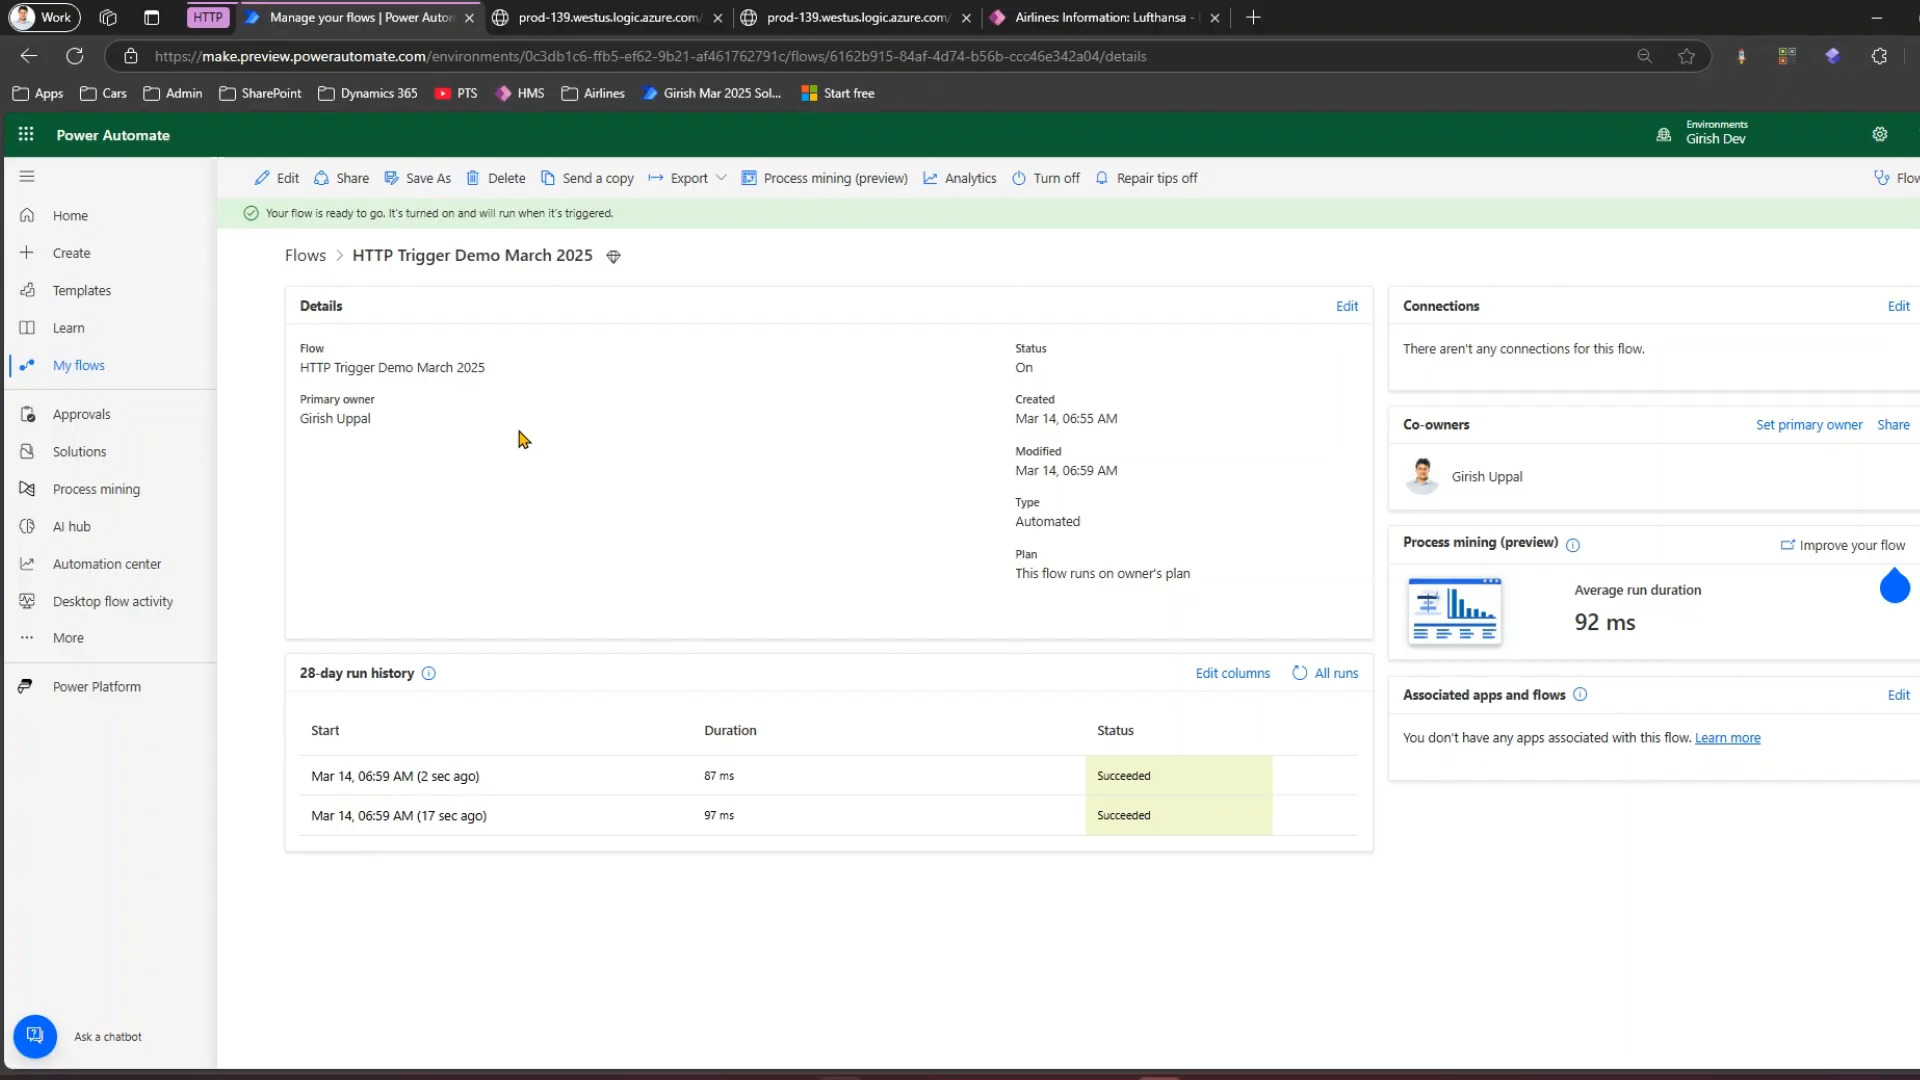 Work
HTTP
Manage your flows | Power Autom
prod-139.westus.logic.azure.com/
prod-139.westus.logic.azure.com/
Airlines: Information: Lufthansa -
https://make.preview.powerautomate.com/environments/0c3db1c6-ffb5-ef62-9b21-af461762791c/flows/6162b915-84af-4d74-b56b-ccc46e342a04/details
Apps
Cars
Admin
SharePoint
Dynamics 365
PTS
HMS
Airlines
Girish Mar 2025 Sol...
Start free
Power Automate
Environments
Girish Dev
Edit
Share
Save As
Delete
Send a copy
Export
Process mining (preview)
Analytics
Turn off
Repair tips off
Flow
Your flow is ready to go. It's turned on and will run when it's triggered.
Home
Create
Templates
Learn
My flows
Approvals
Solutions
Process mining
AI hub
Automation center
Desktop flow activity
More
Power Platform
Ask a chatbot
Flows > HTTP Trigger Demo March 2025
Details
Edit
Flow
HTTP Trigger Demo March 2025
Primary owner
Girish Uppal
Status
On
Created
Mar 14, 06:55 AM
Modified
Mar 14, 06:59 AM
Type
Automated
Plan
This flow runs on owner's plan
28-day run history
Edit columns
All runs
Start Duration Status
Mar 14, 06:59 AM (2 sec ago) 87 ms Succeeded
Mar 14, 06:59 AM (17 sec ago) 97 ms Succeeded
Connections
Edit
There aren't any connections for this flow.
Co-owners
Set primary owner
Share
Girish Uppal
Process mining (preview)
Improve your flow
Average run duration
92 ms
Associated apps and flows
Edit
You don't have any apps associated with this flow. Learn more